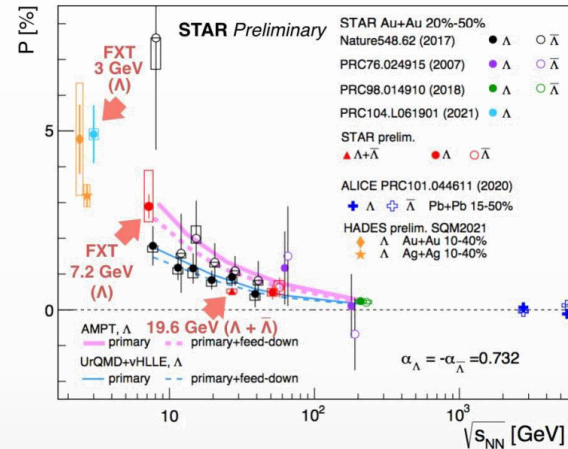 P [%]
STAR Preliminary
FXT
3 GeV
(Λ)
STAR Au+Au 20%-50%
Nature548.62 (2017) Λ Λ̅
PRC76.024915 (2007) Λ Λ̅
PRC98.014910 (2018) Λ Λ̅
PRC104.L061901 (2021) Λ
STAR prelim.
Λ+Λ̅ Λ Λ̅
ALICE PRC101.044611 (2020)
Λ Λ̅ Pb+Pb 15-50%
HADES prelim. SQM2021
Λ Au+Au 10-40%
Λ Ag+Ag 10-40%
5
FXT
7.2 GeV
(Λ)
0
19.6 GeV (Λ + Λ̅)
AMPT, Λ
primary primary+feed-down
UrQMD+vHLLE, Λ
primary primary+feed-down
α_Λ = -α_Λ̅ =0.732
10 10² 10³
√s_NN [GeV]